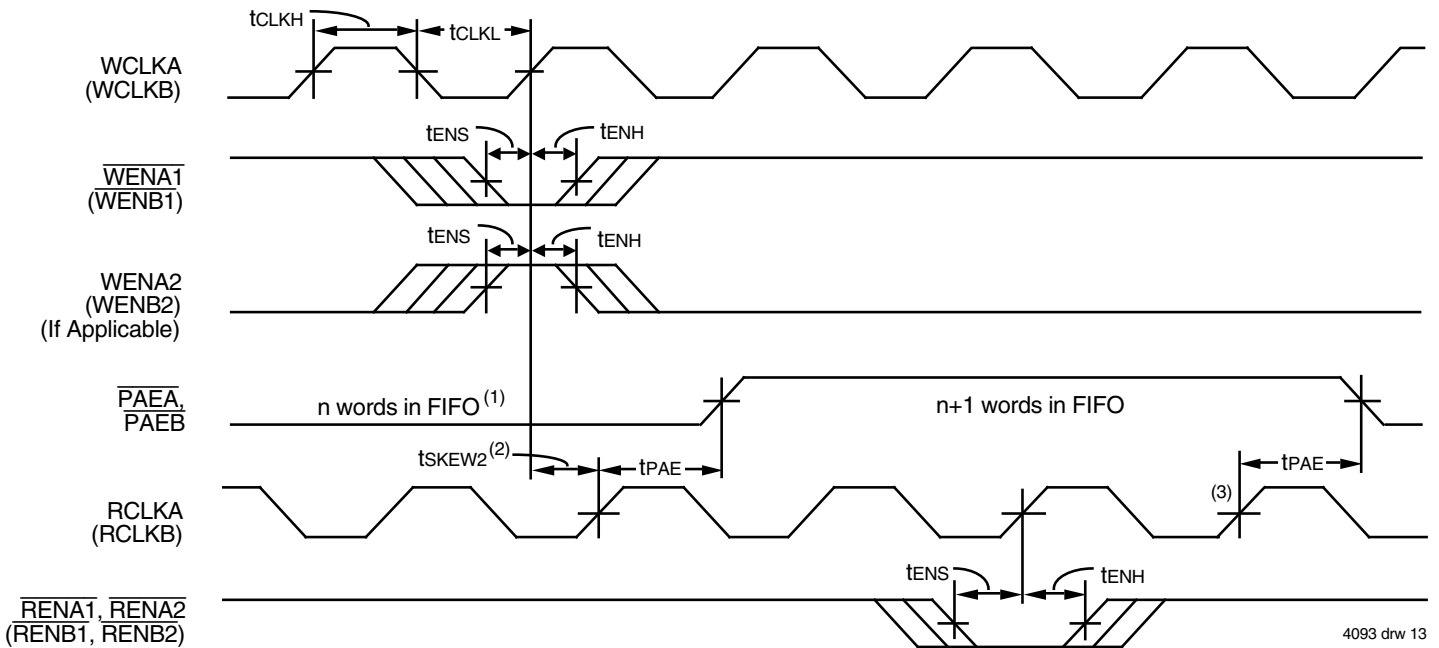 tCLKH
tCLKL
WCLKA
(WCLKB)
tENS
tENH
WENA1
(WENB1)
tENS
tENH
WENA2
(WENB2)
(If Applicable)
PAEA,
PAEB
n words in FIFO (1)
n+1 words in FIFO
tSKEW2(2)
tPAE
tPAE
RCLKA
(RCLKB)
(3)
tENS
tENH
RENA1, RENA2
(RENB1, RENB2)
4093 drw 13